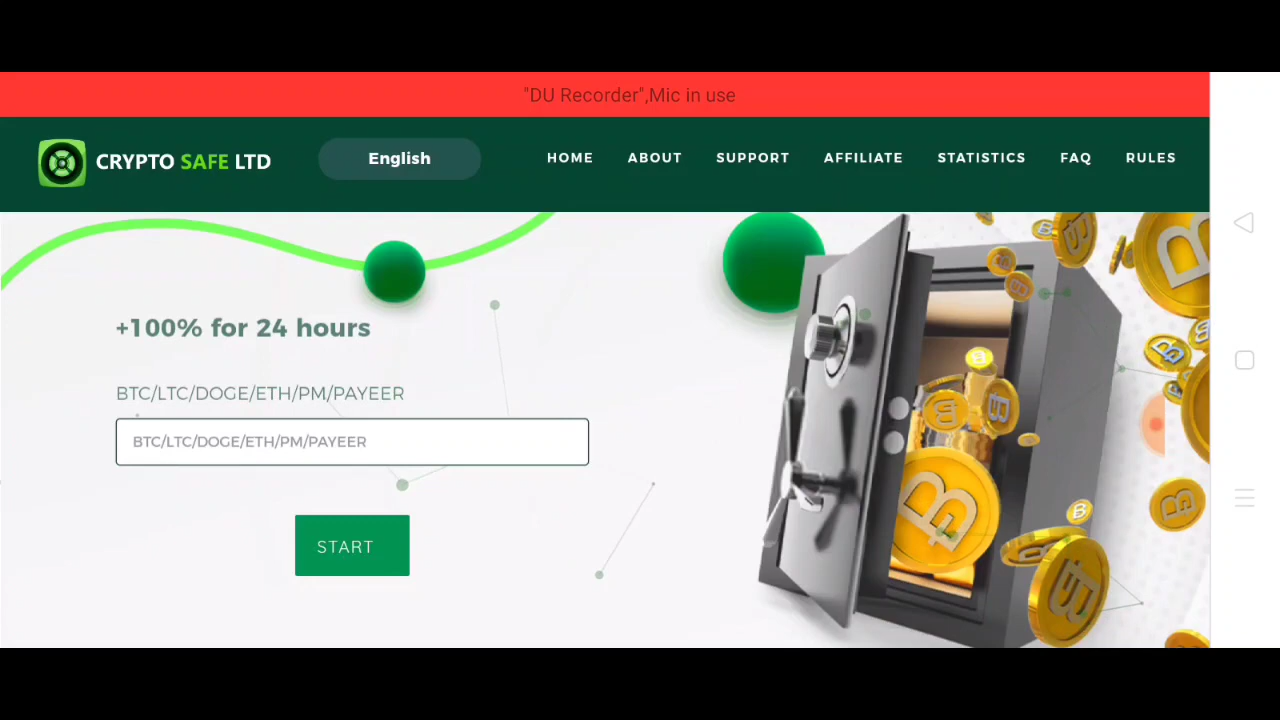 "DU Recorder",Mic in use
CRYPTO SAFE LTD
English
HOME ABOUT SUPPORT AFFILIATE STATISTICS FAQ RULES
+100% for 24 hours
BTC/LTC/DOGE/ETH/PM/PAYEER
BTC/LTC/DOGE/ETH/PM/PAYEER
START